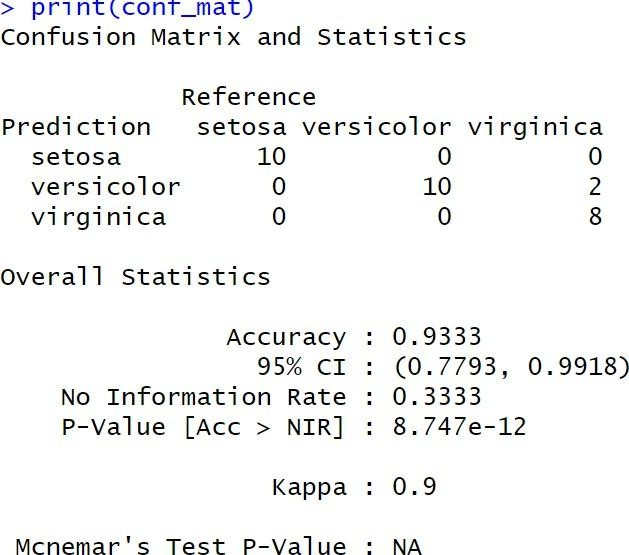 > print(conf_mat)
Confusion Matrix and Statistics
Reference
Prediction setosa versicolor virginica
setosa 10 0 0
versicolor 0 10 2
virginica 0 0 8
Overall Statistics
Accuracy : 0.9333
95% CI : (0.7793, 0.9918)
No Information Rate : 0.3333
P-Value [Acc > NIR] : 8.747e-12
Kappa : 0.9
Mcnemar's Test P-Value : NA